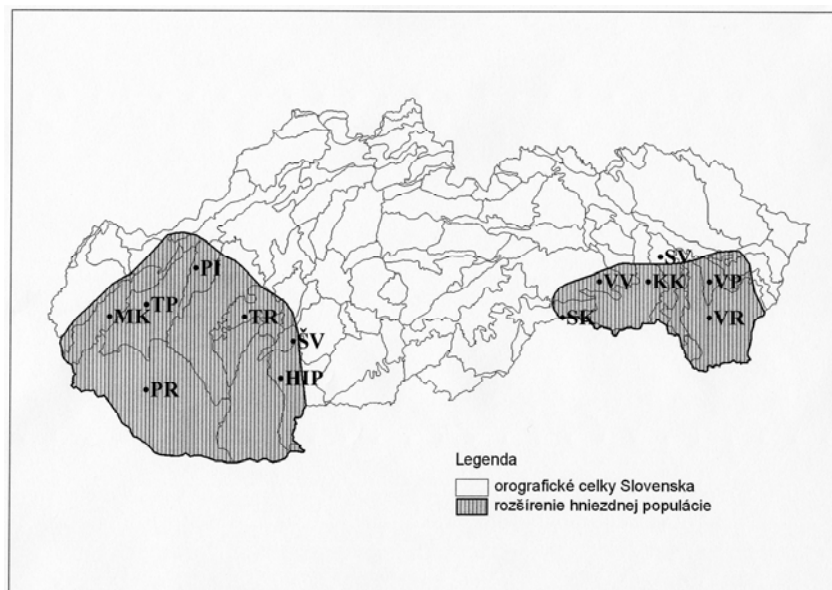 SV
PI
VV
KK
VP
TP
MK
TR
SK
VR
ŠV
HIP
PR
Legenda
orografické celky Slovenska
rozšírenie hniezdnej populácie